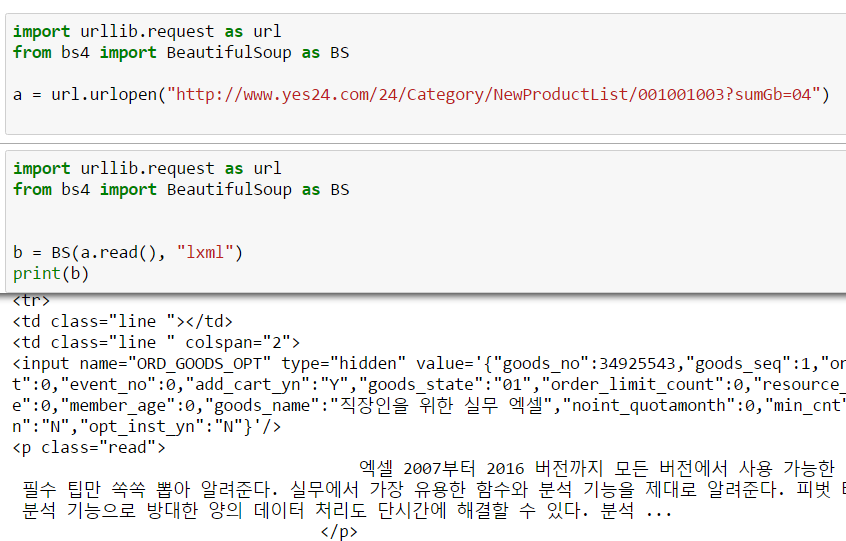 import urllib.request as url
from bs4 import BeautifulSoup as BS
a = url.urlopen("http://www.yes24.com/24/Category/NewProductList/001001003?sumGb=04")
import urllib.request as url
from bs4 import BeautifulSoup as BS
b = BS(a.read(), "lxml")
print(b)
<tr>
<td class="line "></td>
<td class="line " colspan="2">
<input name="ORD_GOODS_OPT" type="hidden" value='{"goods_no":34925543,"goods_seq":1,"or
t":0,"event_no":0,"add_cart_yn":"Y","goods_state":"01","order_limit_count":0,"resource_
e":0,"member_age":0,"goods_name":"직장인을 위한 실무 엑셀","noint_quotamonth":0,"min_cnt"
n":"N","opt_inst_yn":"N"}'/>
<p class="read">
엑셀 2007부터 2016 버전까지 모든 버전에서 사용 가능한
필수 팁만 쏙쏙 뽑아 알려준다. 실무에서 가장 유용한 함수와 분석 기능을 제대로 알려준다. 피벗
분석 기능으로 방대한 양의 데이터 처리도 단시간에 해결할 수 있다. 분석 ...
</p>